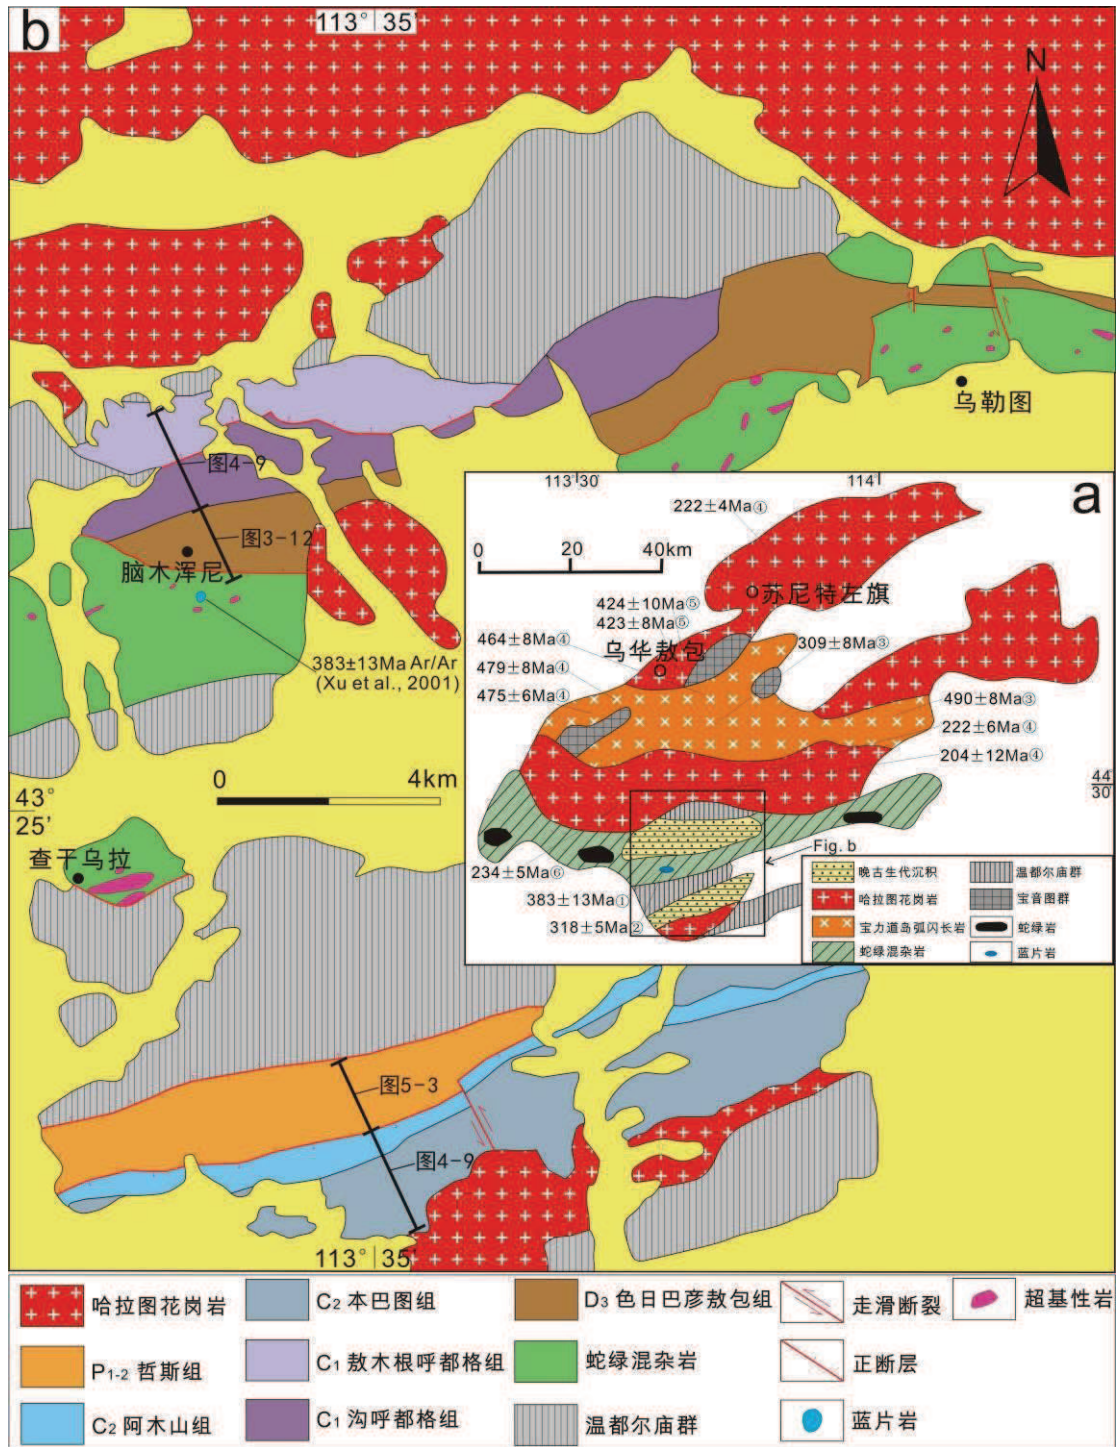 b
113° 35'
N
乌勒图
图4-9
图3-12
脑木浑尼
383±13Ma Ar/Ar
(Xu et al., 2001)
0 4km
43°
25'
查干乌拉
图5-3
图4-9
113° 35'
a
113 30' 114
0 20 40km
222±4Ma④
苏尼特左旗
424±10Ma⑤
423±8Ma⑤
乌华敖包
464±8Ma④
479±8Ma④
475±6Ma④
309±8Ma③
490±8Ma③
222±6Ma④
204±12Ma④
44
30'
Fig. b
234±5Ma⑥
383±13Ma①
318±5Ma②
晚古生代沉积
温都尔庙群
哈拉图花岗岩
宝音图群
宝力道岛弧闪长岩
蛇绿岩
蛇绿混杂岩
蓝片岩
哈拉图花岗岩
C₂ 本巴图组
D₃ 色日巴彦敖包组
走滑断裂
超基性岩
P₁₋₂ 哲斯组
C₁ 敖木根呼都格组
蛇绿混杂岩
正断层
C₂ 阿木山组
C₁ 沟呼都格组
温都尔庙群
蓝片岩